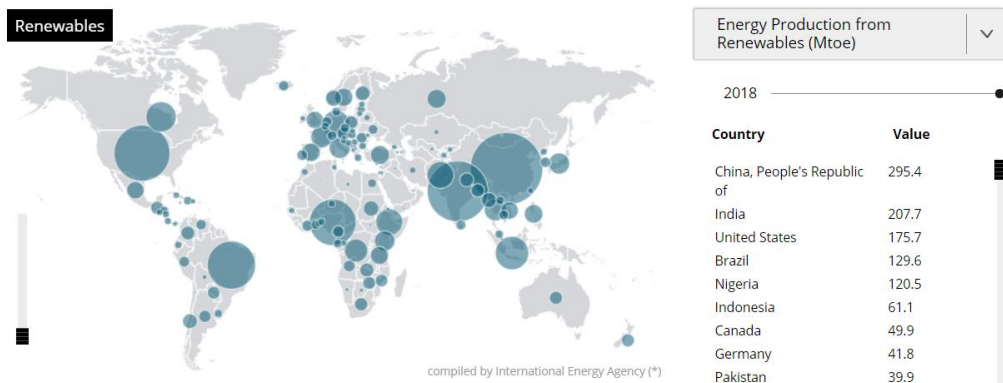 Renewables
compiled by International Energy Agency (*)
Energy Production from
Renewables (Mtoe)
2018
Country Value
China, People's Republic
of 295.4
India 207.7
United States 175.7
Brazil 129.6
Nigeria 120.5
Indonesia 61.1
Canada 49.9
Germany 41.8
Pakistan 39.9